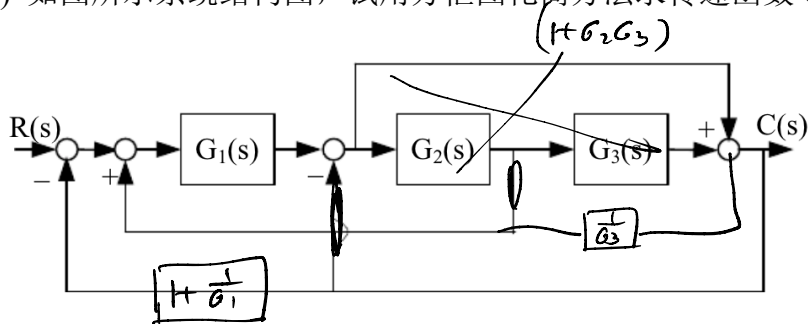 如图所示系统结构图，试用方框图化简方法求传递函数
(1+G₂G₃)
R(s) G₁(s) G₂(s) G₃(s) + C(s)
− + −
1/G₃
1+ 1/G₁